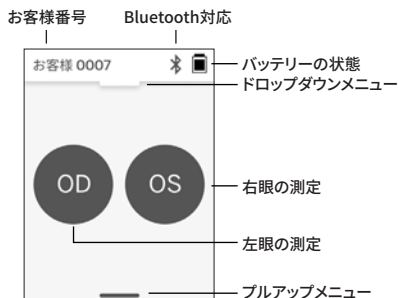 お客様番号 Bluetooth対応
お客様 0007
バッテリーの状態
ドロップダウンメニュー
OD OS
右眼の測定
左眼の測定
プルアップメニュー